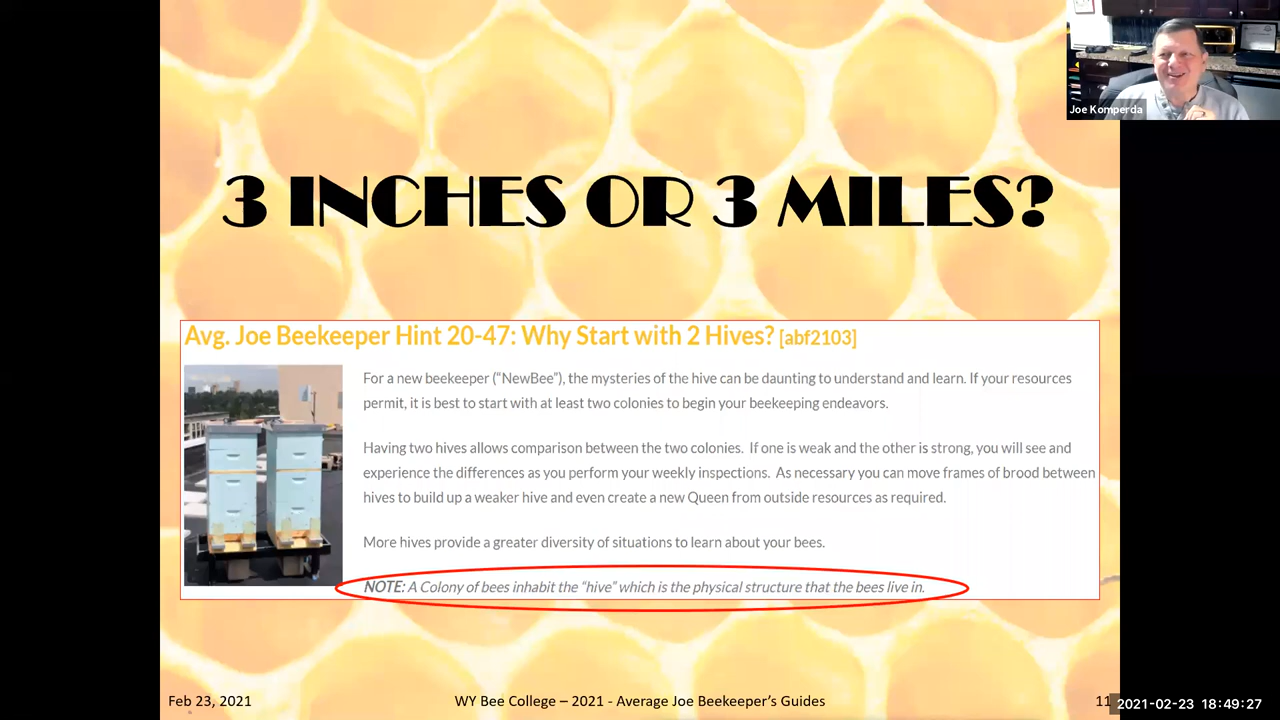 Joe Komperda
3 INCHES OR 3 MILES?
Avg. Joe Beekeeper Hint 20-47: Why Start with 2 Hives? [abf2103]
For a new beekeeper (“NewBee”), the mysteries of the hive can be daunting to understand and learn. If your resources
permit, it is best to start with at least two colonies to begin your beekeeping endeavors.
Having two hives allows comparison between the two colonies. If one is weak and the other is strong, you will see and
experience the differences as you perform your weekly inspections. As necessary you can move frames of brood between
hives to build up a weaker hive and even create a new Queen from outside resources as required.
More hives provide a greater diversity of situations to learn about your bees.
NOTE: A Colony of bees inhabit the “hive” which is the physical structure that the bees live in.
Feb 23, 2021
WY Bee College – 2021 - Average Joe Beekeeper’s Guides
11
2021-02-23 18:49:27